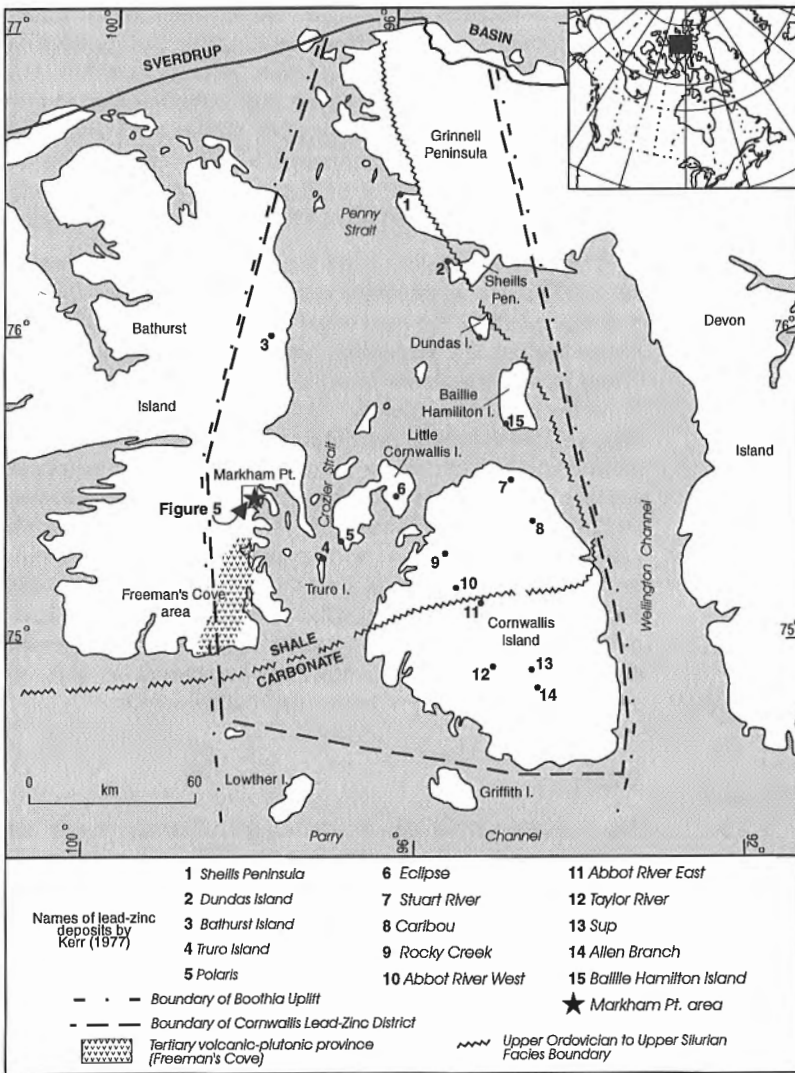 77°
100°
96°
SVERDRUP
BASIN
Grinnell
Peninsula
1
Penny
Strait
2
Sheills
Pen.
76°
76°
Bathurst
Devon
3
Dundas I.
Island
Baillie
Hamiliton I.
Island
15
Little
Cornwallis I.
Crozier Strait
Markham Pt.
Figure 5
6
7
8
5
4
9
Truro I.
10
Freeman's Cove
area
11
Wellington Channel
75°
75°
SHALE
CARBONATE
Cornwallis
Island
12
13
14
0
60
km
Lowther I.
Griffith I.
Parry
Channel
100°
96°
92°
Names of lead-zinc
deposits by
Kerr (1977)
1 Sheills Peninsula
2 Dundas Island
3 Bathurst Island
4 Truro Island
5 Polaris
6 Eclipse
7 Stuart River
8 Caribou
9 Rocky Creek
10 Abbot River West
11 Abbot River East
12 Taylor River
13 Sup
14 Allen Branch
15 Baillie Hamilton Island
Markham Pt. area
Boundary of Boothia Uplift
Boundary of Cornwallis Lead-Zinc District
Tertiary volcanic-plutonic province
(Freeman's Cove)
Upper Ordovician to Upper Silurian
Facies Boundary